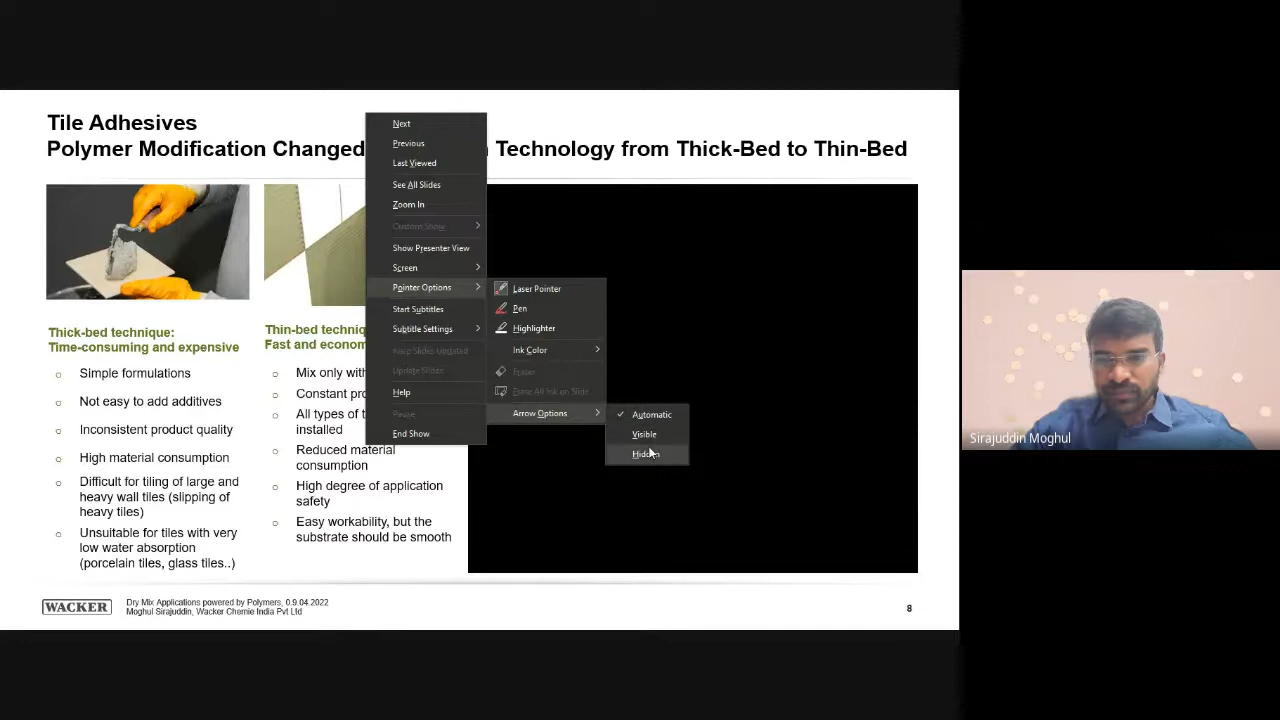 Tile Adhesives
Polymer Modification Changed
Technology from Thick-Bed to Thin-Bed
Next
Previous
Last Viewed
See All Slides
Zoom In
Custom Show
Show Presenter View
Screen
Pointer Options
Start Subtitles
Subtitle Settings
Keep Slides Updated
Update Slides
Help
Pause
End Show
Laser Pointer
Pen
Highlighter
Ink Color
Eraser
Erase All Ink on Slide
Arrow Options
Automatic
Visible
Hidden
Thick-bed technique:
Time-consuming and expensive
Simple formulations
Not easy to add additives
Inconsistent product quality
High material consumption
Difficult for tiling of large and
heavy wall tiles (slipping of
heavy tiles)
Unsuitable for tiles with very
low water absorption
(porcelain tiles, glass tiles..)
Thin-bed
Fast and
Mix only
Constant
All types of
installed
Reduced material
consumption
High degree of application
safety
Easy workability, but the
substrate should be smooth
Sirajuddin Moghul
WACKER
Dry Mix Applications powered by Polymers, 0.9.04.2022
Moghul Sirajuddin, Wacker Chemie India Pvt Ltd
8